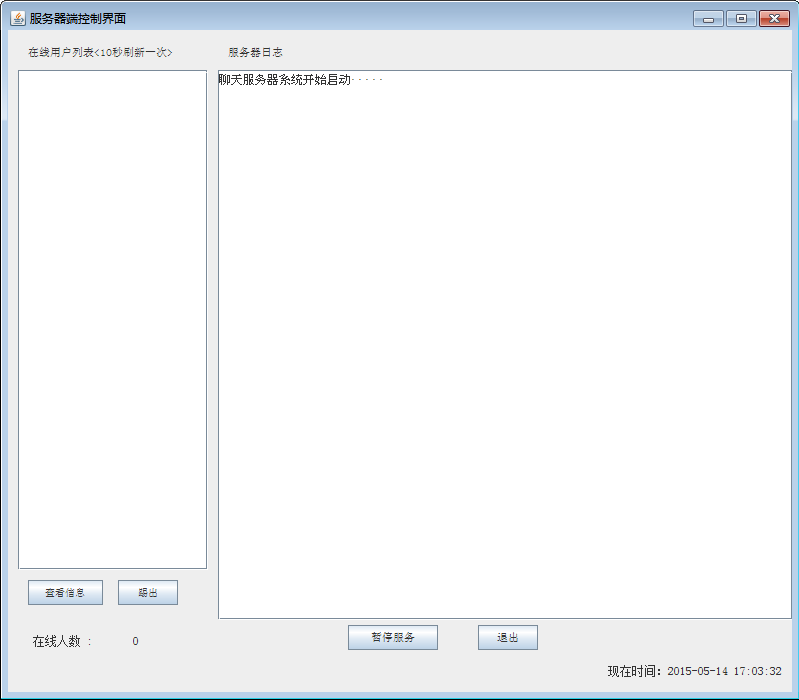 服务器端控制界面
在线用户列表<10秒刷新一次>
服务器日志
聊天服务器系统开始启动·····
查看信息
踢出
在线人数 ： 0
暂停服务
退出
现在时间：2015-05-14 17:03:32